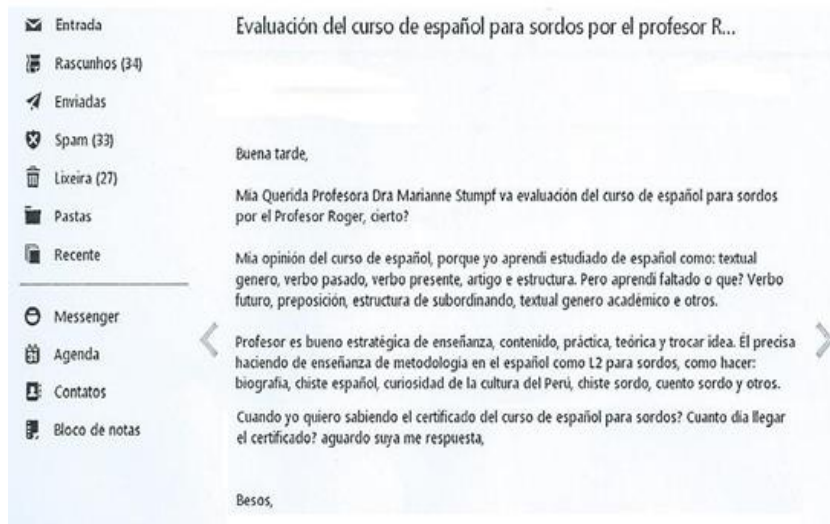 Entrada
Rascunhos (34)
Enviadas
Spam (33)
Lixeira (27)
Pastas
Recente
Messenger
Agenda
Contatos
Bloco de notas
Evaluación del curso de español para sordos por el profesor R...
Buena tarde,
Mia Querida Profesora Dra Marianne Stumpf va evaluación del curso de español para sordos
por el Profesor Roger, cierto?
Mia opinión del curso de español, porque yo aprendi estudiado de español como: textual
genero, verbo pasado, verbo presente, artigo e estructura. Pero aprendi faltado o que? Verbo
futuro, preposición, estructura de subordinando, textual genero académico e otros.
Profesor es bueno estratégica de enseñanza, contenido, práctica, teórica y trocar idea. Él precisa
haciendo de enseñanza de metodologia en el español como L2 para sordos, como hacer:
biografia, chiste español, curiosidad de la cultura del Perú, chiste sordo, cuento sordo y otros.
Cuando yo quiero sabiendo el certificado del curso de español para sordos? Cuanto dia llegar
el certificado? aguardo suya me respuesta,
Besos,